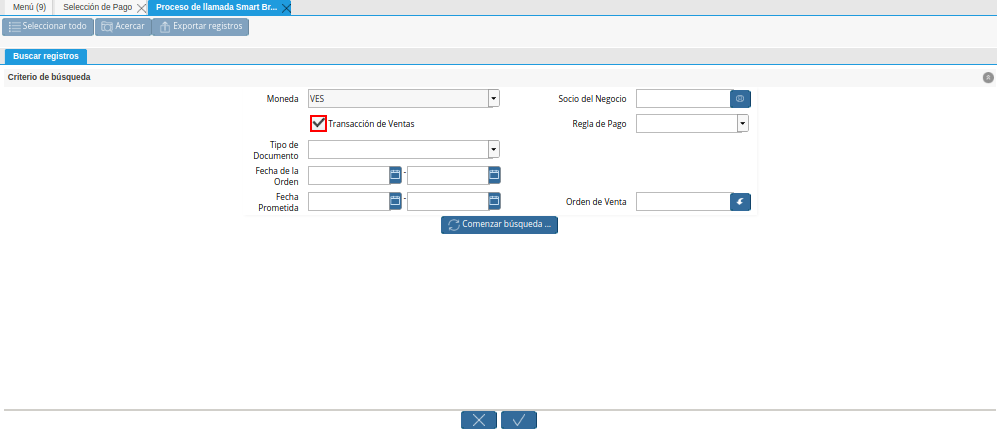 Menú (9) Selección de Pago Proceso de llamada Smart Br...
Seleccionar todo Acercar Exportar registros
Buscar registros
Criterio de búsqueda
Moneda VES Socio del Negocio
Transacción de Ventas Regla de Pago
Tipo de
Documento
Fecha de la
Orden -
Fecha
Prometida - Orden de Venta
Comenzar búsqueda ...